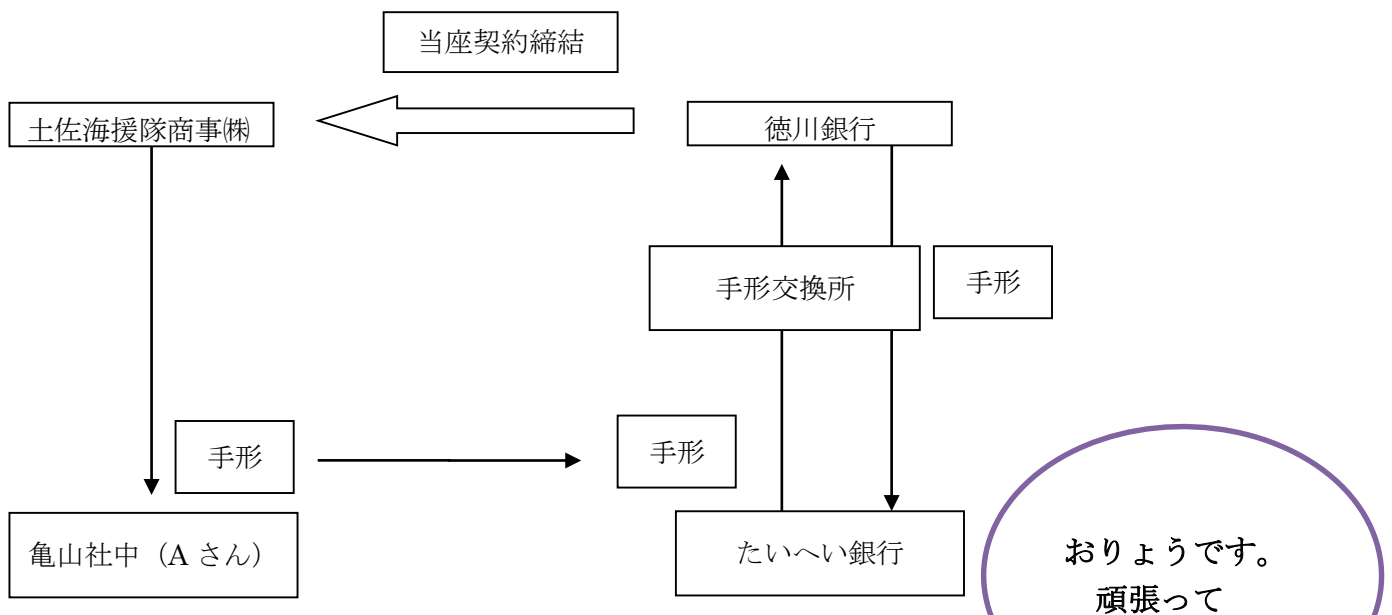 当座契約締結
土佐海援隊商事㈱
徳川銀行
手形交換所
手形
手形
手形
亀山社中（A さん）
たいへい銀行
おりょうです。
頑張って